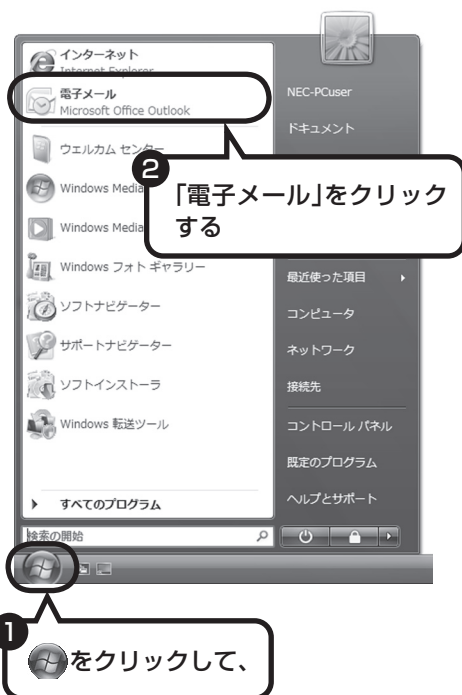 インターネット
Internet Explorer
電子メール
Microsoft Office Outlook
ウェルカム センター
Windows Media
Windows Media
Windows フォト ギャラリー
ソフトナビゲーター
サポートナビゲーター
ソフトインストーラ
Windows 転送ツール
すべてのプログラム
検索の開始
NEC-PCuser
ドキュメント
最近使った項目
コンピュータ
ネットワーク
接続先
コントロール パネル
既定のプログラム
ヘルプとサポート
2
「電子メール」をクリック
する
1
をクリックして、